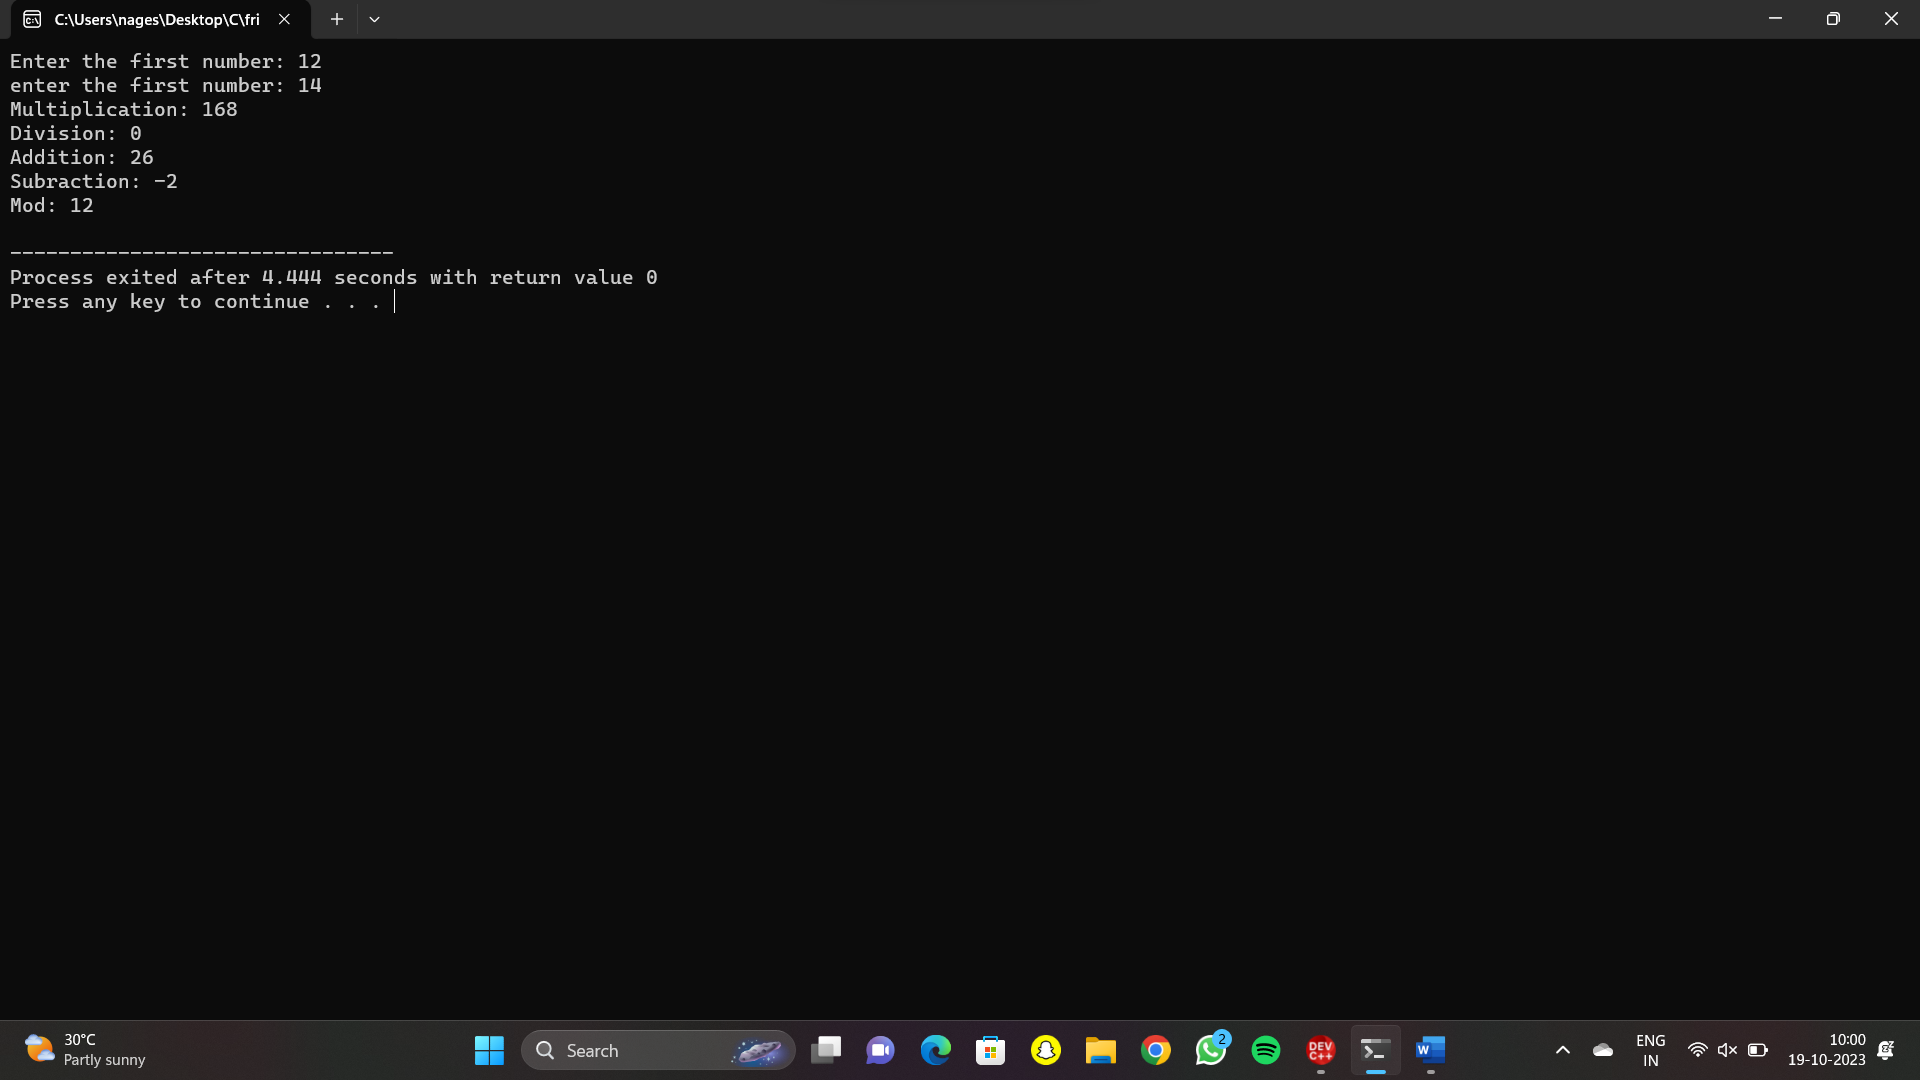 C:\Users\nages\Desktop\C\fri
Enter the first number: 12
enter the first number: 14
Multiplication: 168
Division: 0
Addition: 26
Subraction: -2
Mod: 12
--------------------------------
Process exited after 4.444 seconds with return value 0
Press any key to continue . . .
30°C
Partly sunny
Search
2
DEV
C++
W
ENG
IN
10:00
19-10-2023